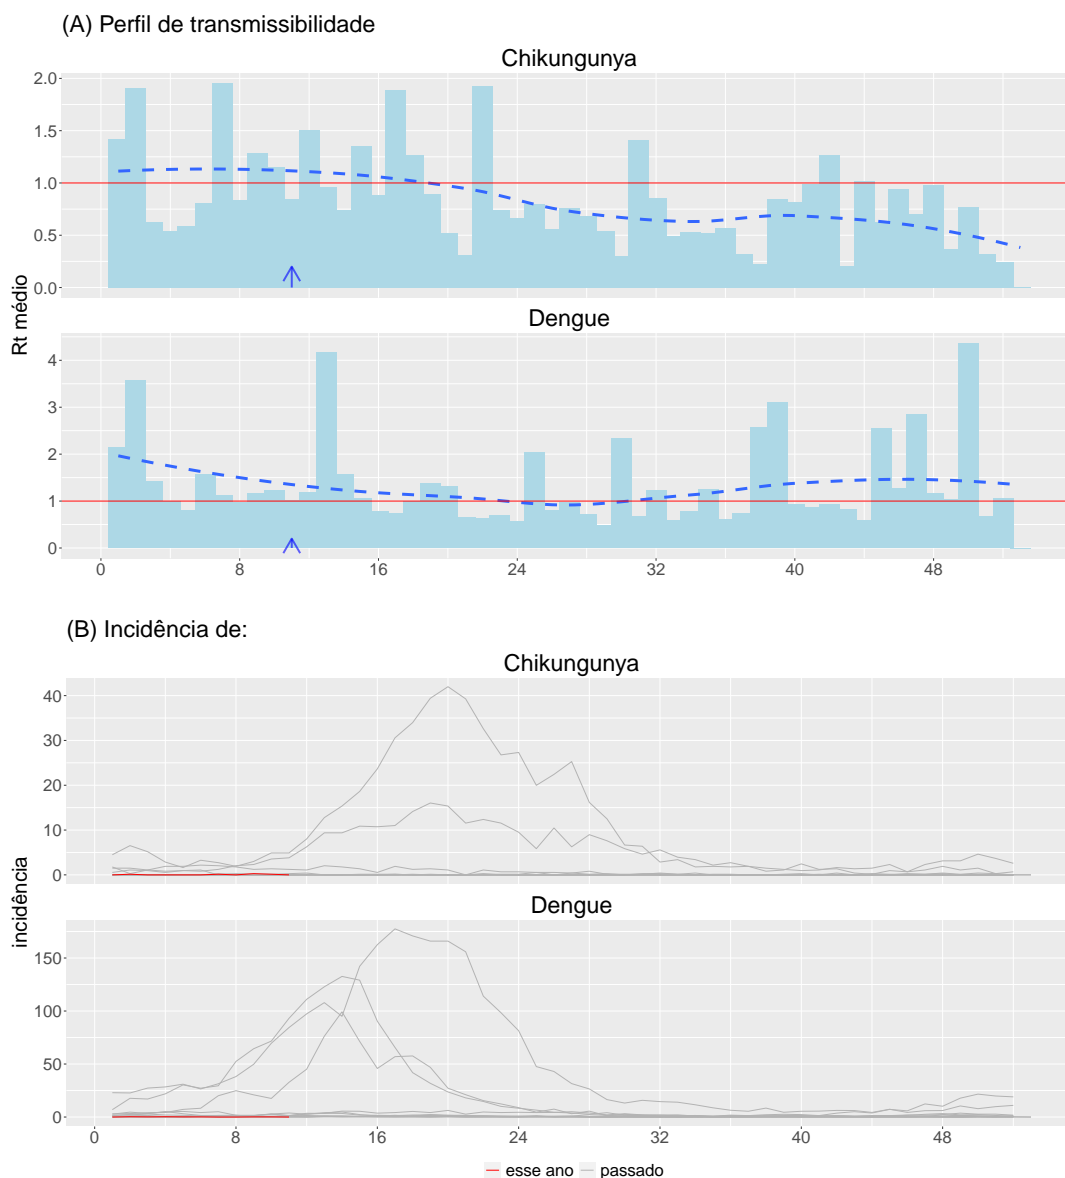 (A) Perfil de transmissibilidade
Chikungunya
2.0
1.5
1.0
0.5
0.0
Rt médio
Dengue
4
3
2
1
0
0 8 16 24 32 40 48
(B) Incidência de:
Chikungunya
40
30
20
10
0
incidência
Dengue
150
100
50
0
0 8 16 24 32 40 48
esse ano passado